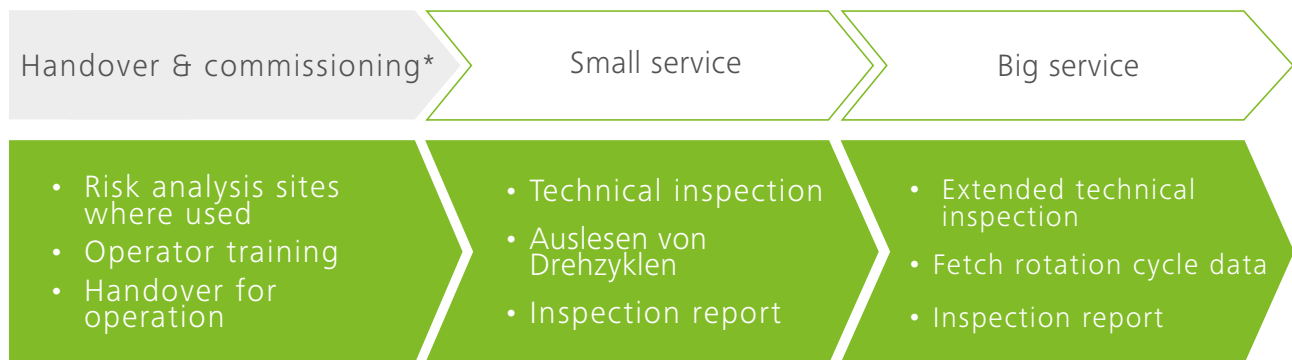 Handover & commissioning*
Small service
Big service
• Risk analysis sites
where used
• Operator training
• Handover for
operation
• Technical inspection
• Auslesen von
Drehzyklen
• Inspection report
• Extended technical
inspection
• Fetch rotation cycle data
• Inspection report